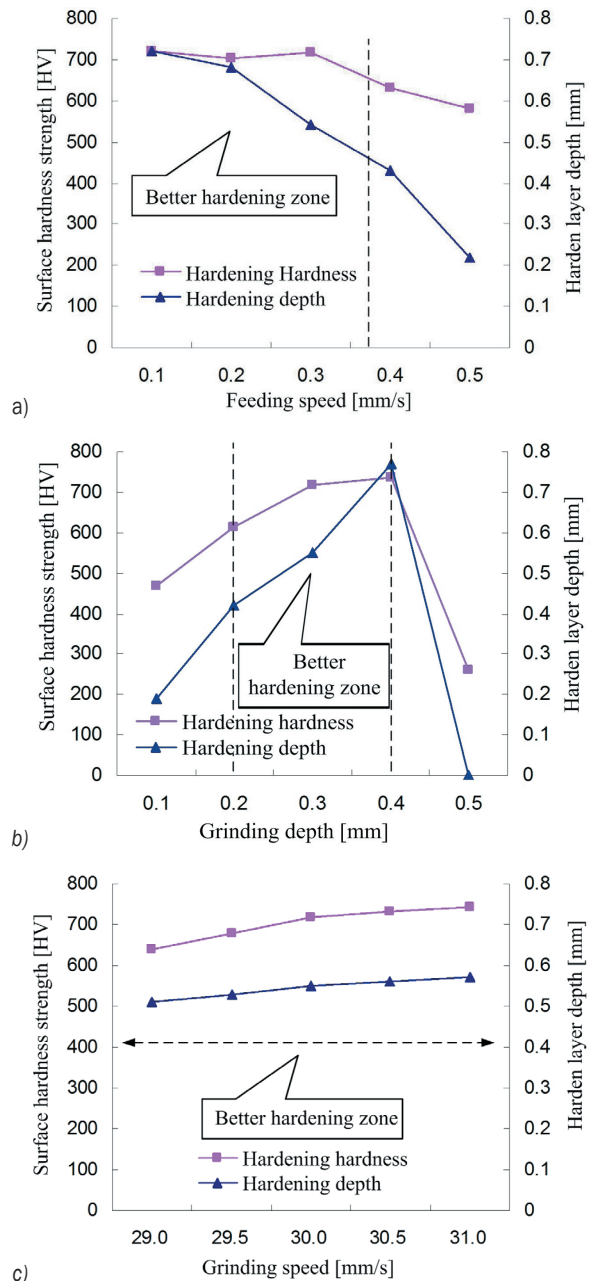 Surface hardness strength [HV]
800
700
600
500
400
300
200
100
0
Better hardening zone
Hardening Hardness
Hardening depth
0.8
0.7
0.6
0.5
0.4
0.3
0.2
0.1
0
Harden layer depth [mm]
0.1 0.2 0.3 0.4 0.5
Feeding speed [mm/s]
a)
Surface hardness strength [HV]
800
700
600
500
400
300
200
100
0
Better
hardening zone
Hardening hardness
Hardening depth
0.8
0.7
0.6
0.5
0.4
0.3
0.2
0.1
0
Harden layer depth [mm]
0.1 0.2 0.3 0.4 0.5
Grinding depth [mm]
b)
Surface hardness strength [HV]
800
700
600
500
400
300
200
100
0
Better hardening zone
Hardening hardness
Hardening depth
0.8
0.7
0.6
0.5
0.4
0.3
0.2
0.1
0
Harden layer depth [mm]
29.0 29.5 30.0 30.5 31.0
Grinding speed [mm/s]
c)